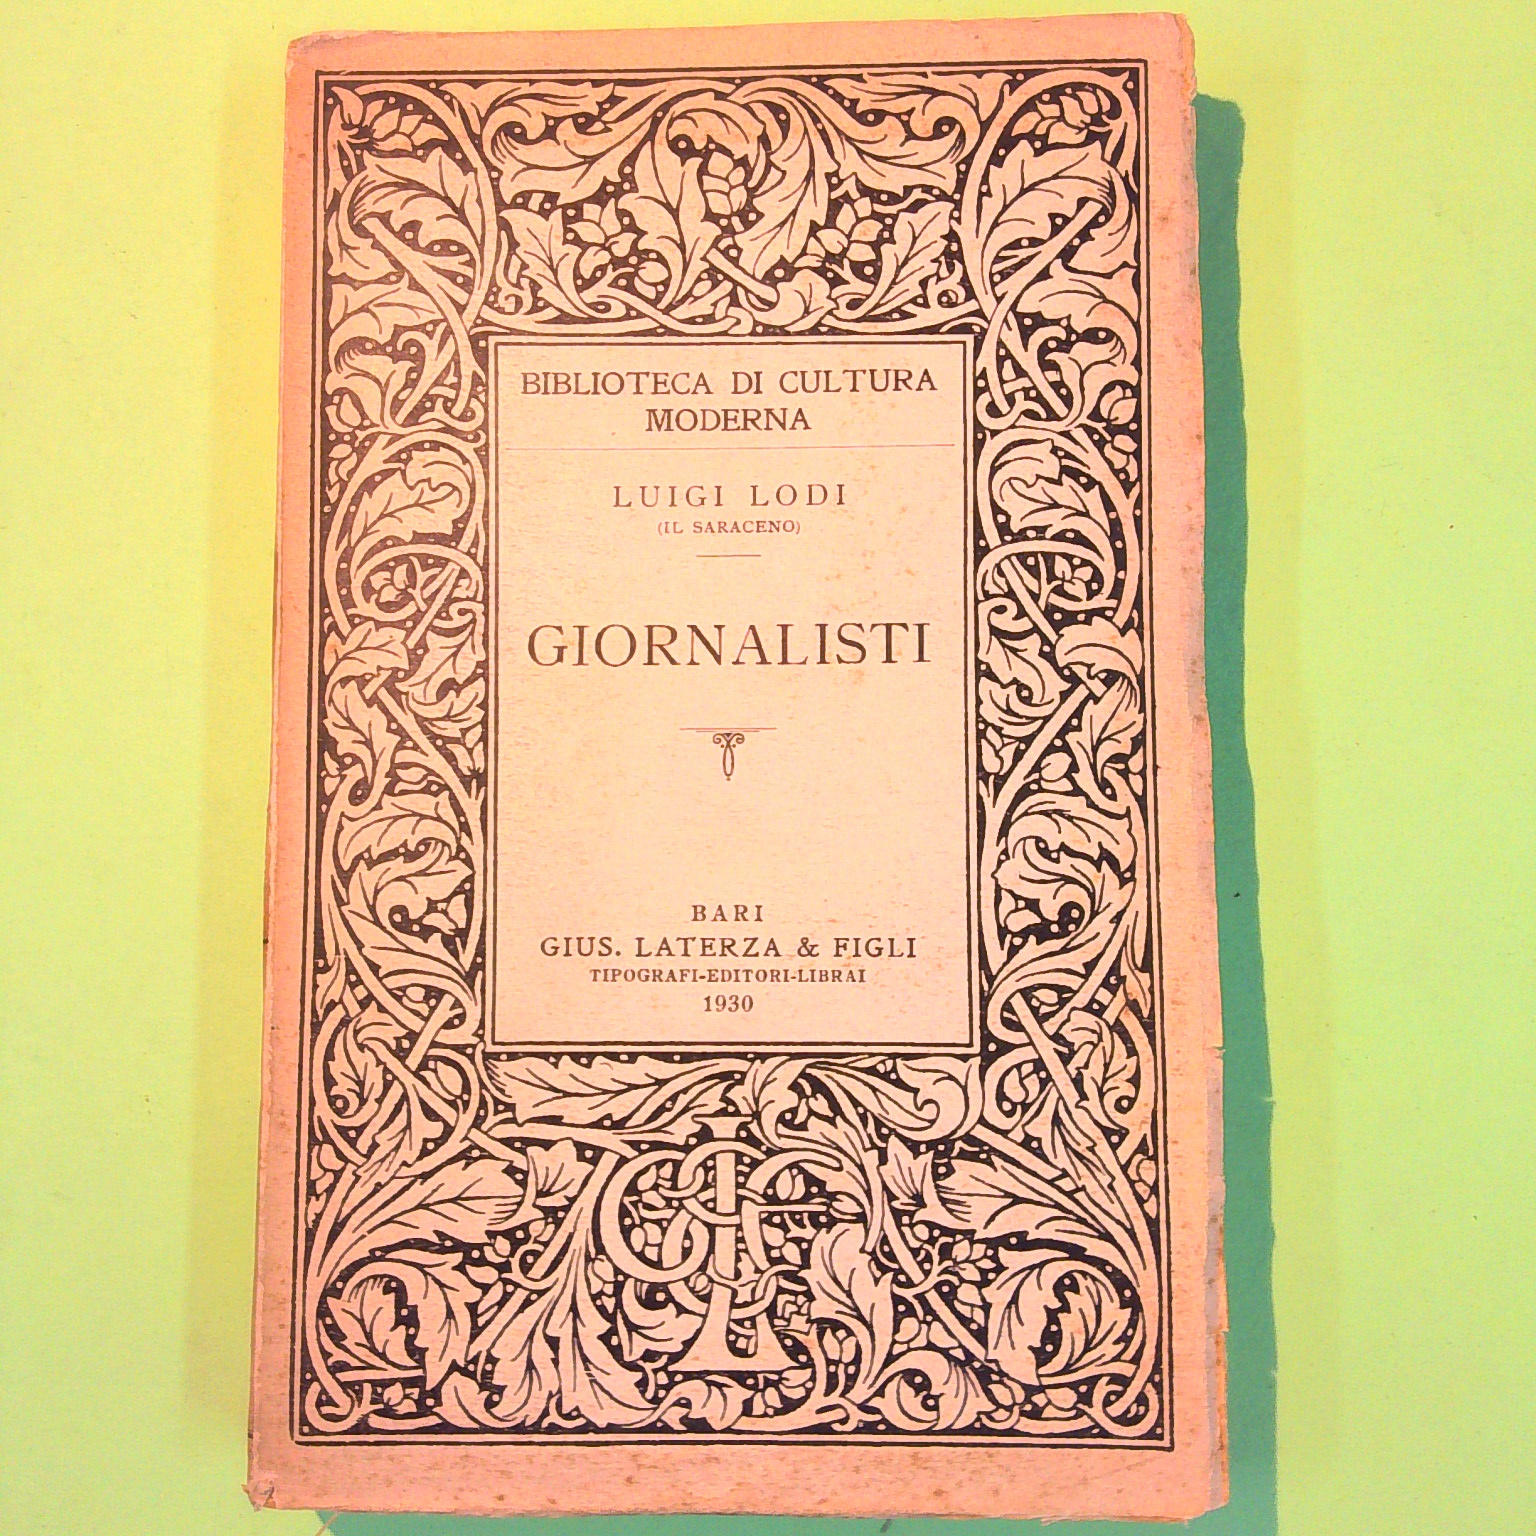 BIBLIOTECA DI CULTURA
MODERNA
LUIGI LODI
(IL SARACENO)
GIORNALISTI
BARI
GIUS. LATERZA & FIGLI
TIPOGRAFI-EDITORI-LIBRAI
1930